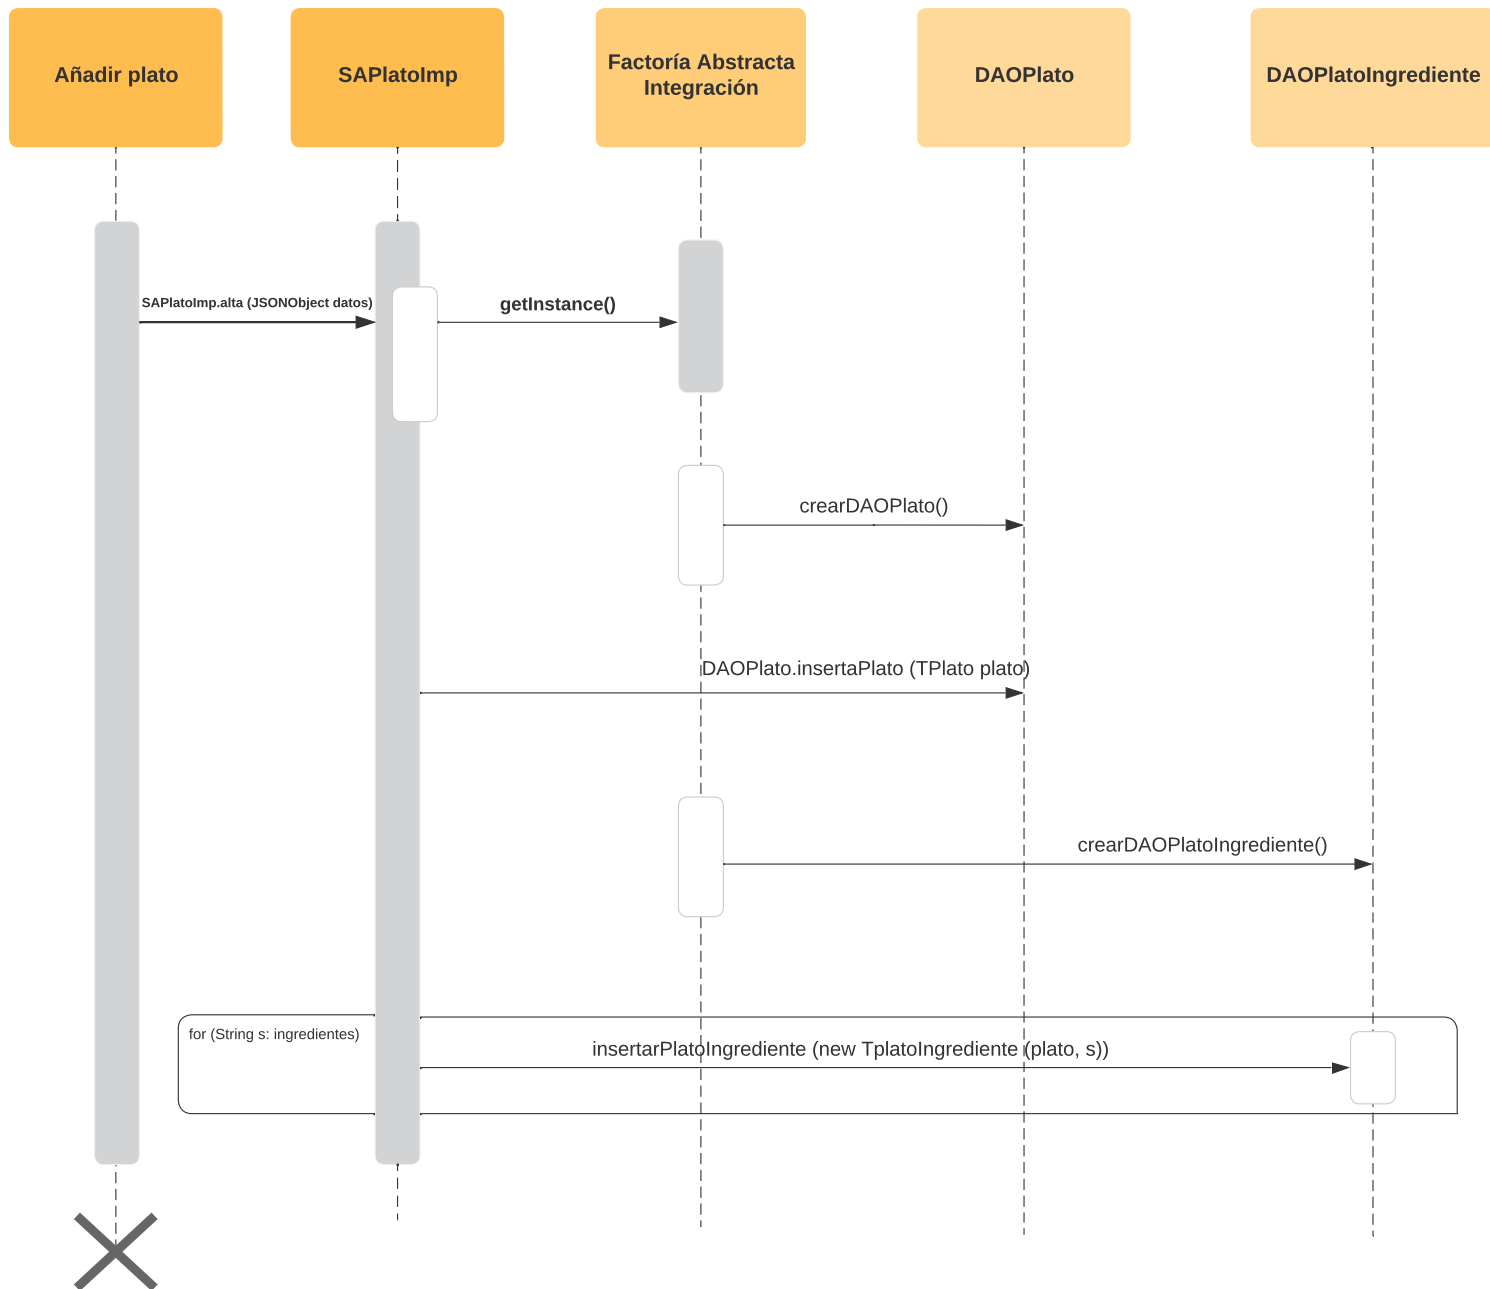 Añadir plato
SAPlatoImp
Factoría Abstracta
Integración
DAOPlato
DAOPlatoIngrediente
SAPlatoImp.alta (JSONObject datos)
getInstance()
crearDAOPlato()
DAOPlato.insertaPlato (TPlato plato)
crearDAOPlatoIngrediente()
for (String s: ingredientes)
insertarPlatoIngrediente (new TplatoIngrediente (plato, s))